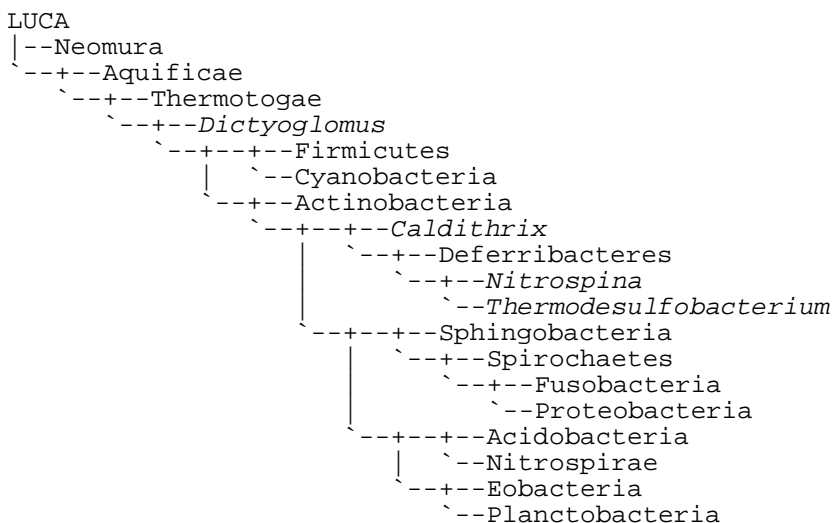 LUCA
|--Neomura
`--+--Aquificae
   `--+--Thermotogae
      `--+--Dictyoglomus
         `--+--+--Firmicutes
            |  `--Cyanobacteria
            `--+--Actinobacteria
               `--+--+--Caldithrix
                  |  `--+--Deferribacteres
                  |     `--+--Nitrospina
                  |        `--Thermodesulfobacterium
                  `--+--+--Sphingobacteria
                     |  `--+--Spirochaetes
                     |     `--+--Fusobacteria
                     |        `--Proteobacteria
                     `--+--+--Acidobacteria
                        |  `--Nitrospirae
                        `--+--Eobacteria
                           `--Planctobacteria